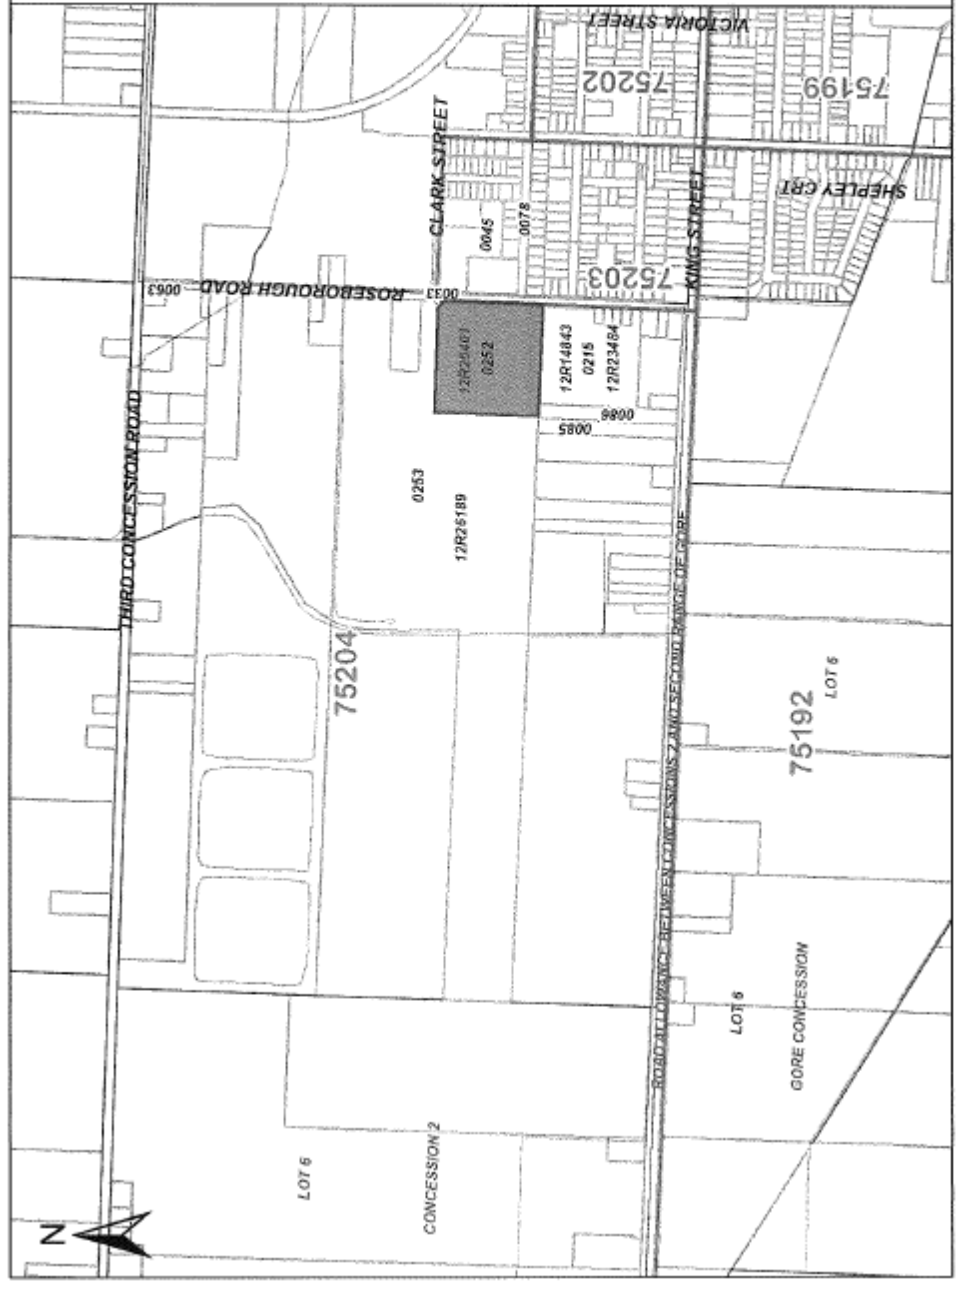 VICTORIA STREET
75202
75199
CLARK STREET
SHEPLEY CRT
KING STREET
0045
0078
75203
0063
ROSEBOROUGH ROAD
0033
0252
12R14843
0215
12R23484
0086
0085
THIRD CONCESSION ROAD
0253
12R26189
75204
ROAD ALLOWANCE BETWEEN CONCESSIONS 2 AND SECOND RANGE OF GORE
LOT 6
75192
LOT 6
GORE CONCESSION
LOT 6
CONCESSION 2
N